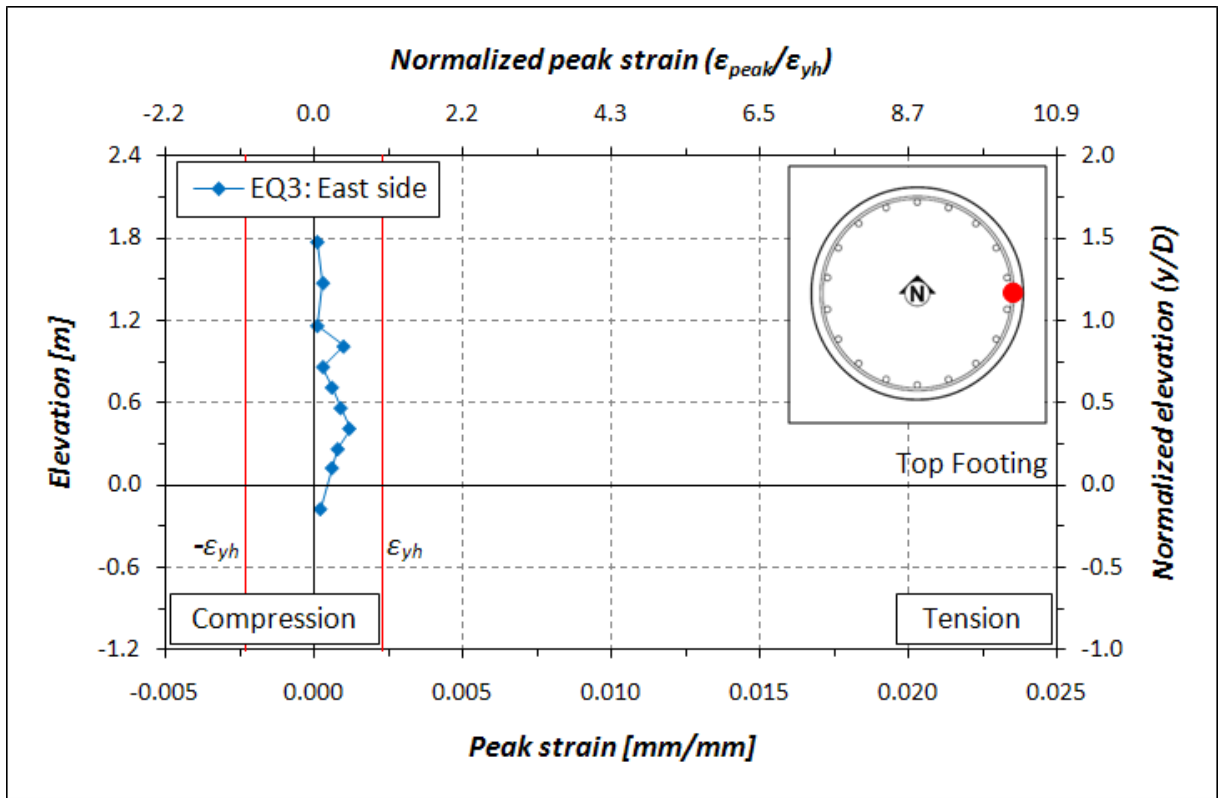 Normalized peak strain (εpeak/εyh)
-2.2 0.0 2.2 4.3 6.5 8.7 10.9
2.4 2.0
EQ3: East side
1.8 1.5
N
1.2 1.0
Elevation [m]
Normalized elevation (y/D)
0.6 0.5
Top Footing
0.0 0.0
-εyh εyh
-0.6 -0.5
Compression Tension
-1.2 -1.0
-0.005 0.000 0.005 0.010 0.015 0.020 0.025
Peak strain [mm/mm]